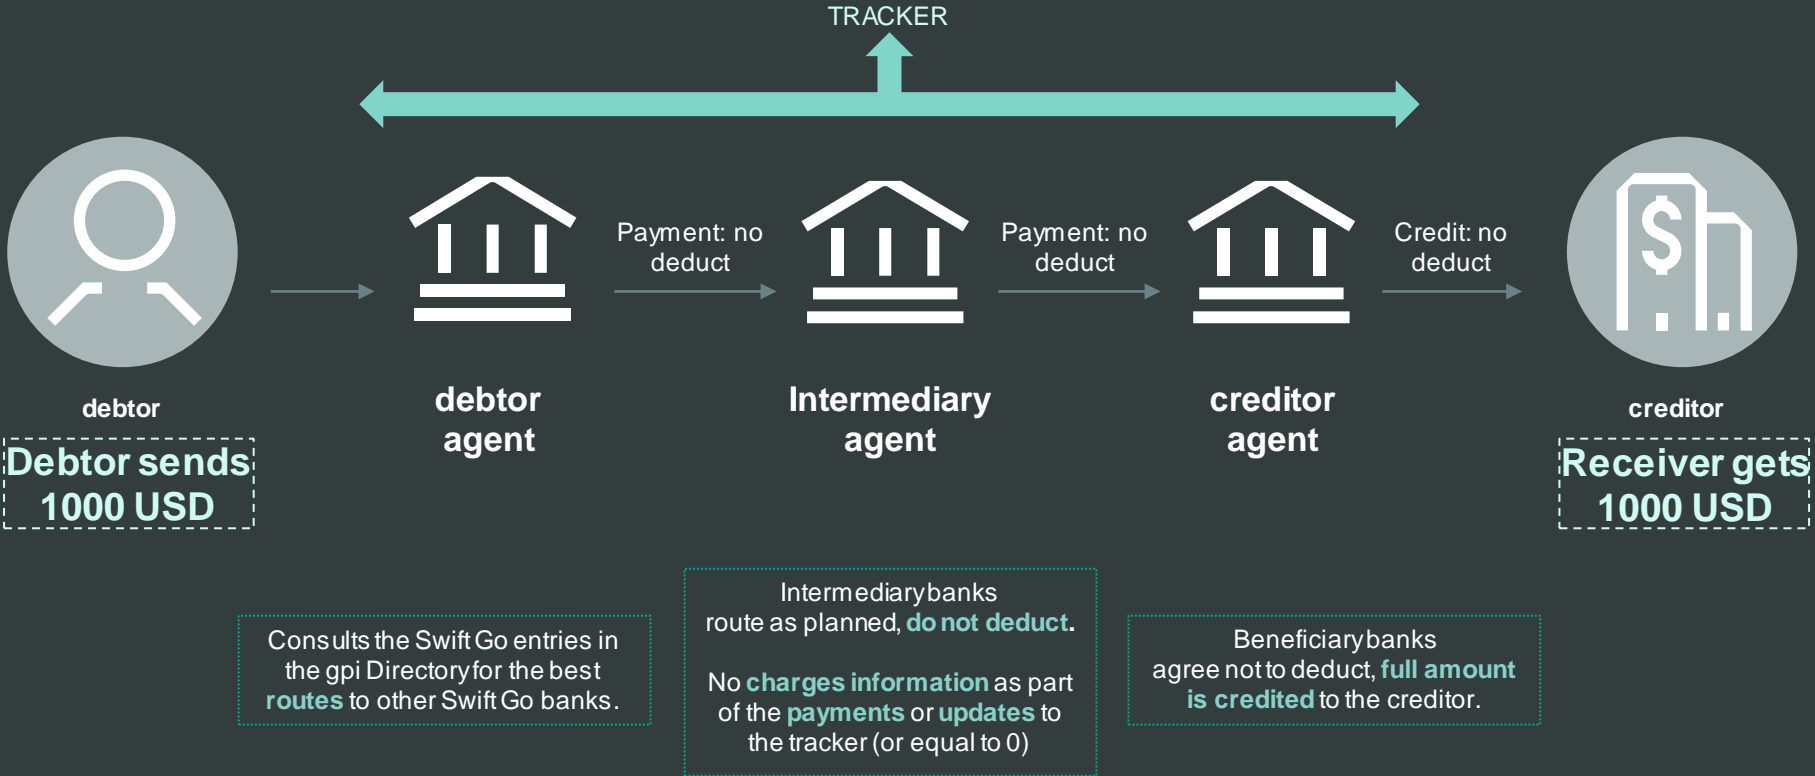 TRACKER
Payment: no
deduct
Payment: no
deduct
Credit: no
deduct
$
debtor
Debtor sends
1000 USD
debtor
agent
Intermediary
agent
creditor
agent
creditor
Receiver gets
1000 USD
Consults the Swift Go entries in
the gpi Directory for the best
routes to other Swift Go banks.
Intermediary banks
route as planned, do not deduct.
No charges information as part
of the payments or updates to
the tracker (or equal to 0)
Beneficiary banks
agree not to deduct, full amount
is credited to the creditor.